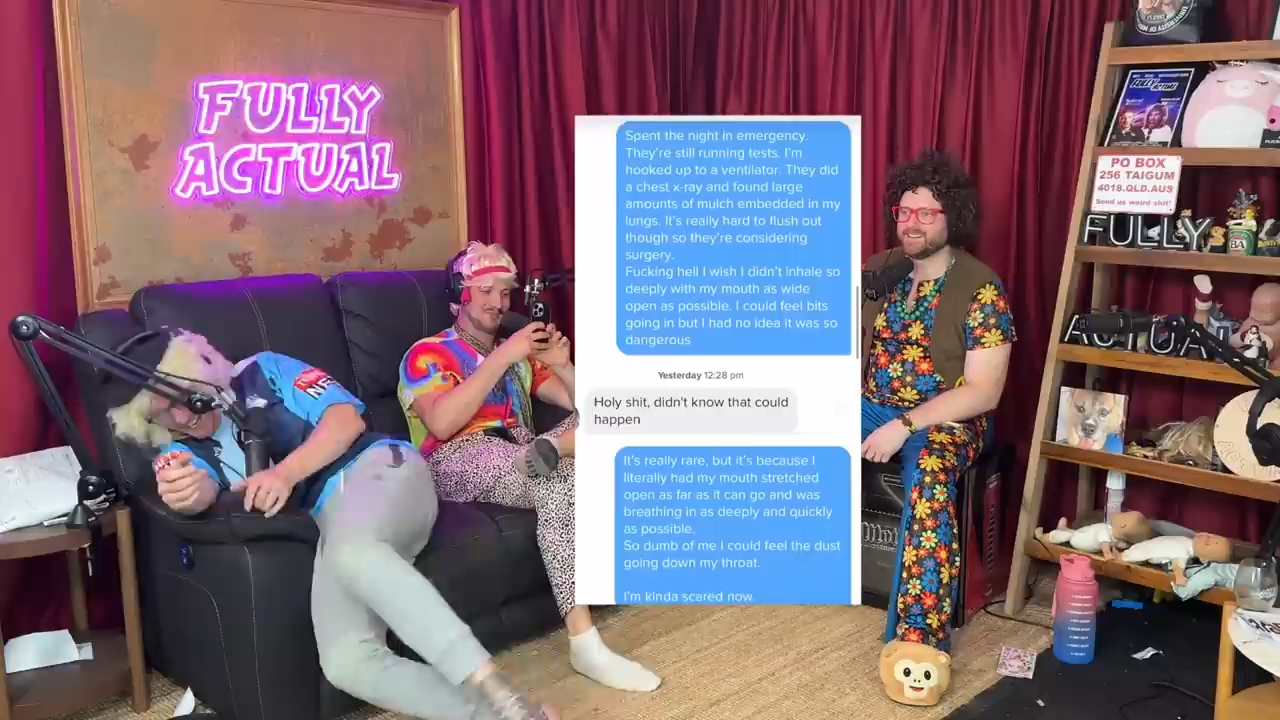 FULLY
ACTUAL
Spent the night in emergency.
They're still running tests. I'm
hooked up to a ventilator. They did
a chest x-ray and found large
amounts of mulch embedded in my
lungs. It's really hard to flush out
though so they're considering
surgery.
Fucking hell I wish I didn't inhale so
deeply with my mouth as wide
open as possible. I could feel bits
going in but I had no idea it was so
dangerous
Yesterday 12:28 pm
Holy shit, didn't know that could
happen
It's really rare, but it's because I
literally had my mouth stretched
open as far as it can go and was
breathing in as deeply and quickly
as possible.
So dumb of me I could feel the dust
going down my throat.
I'm kinda scared now.
FULLY
PO BOX
256 TAIGUM
4018.QLD.AUS
Send us weird shit!
FULLY
ACTUAL